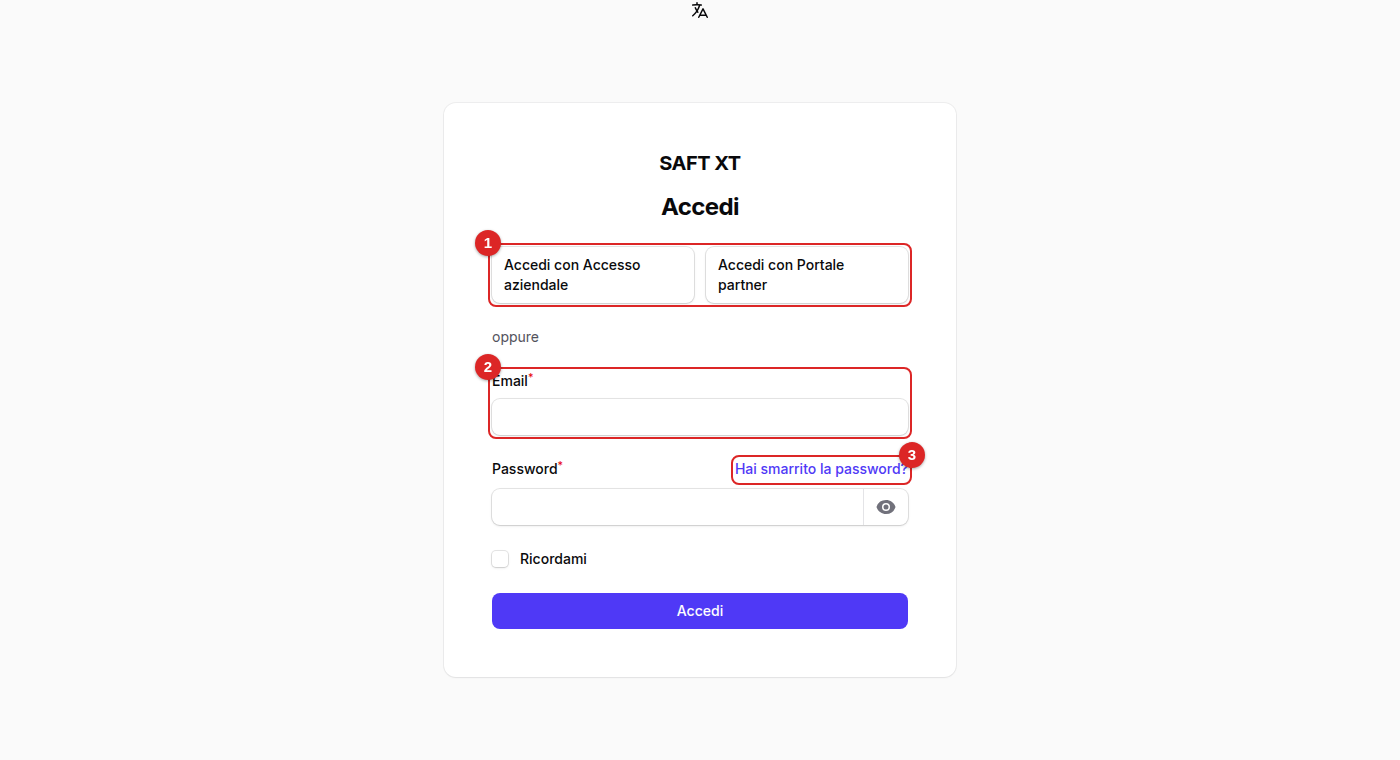 SAFT XT
Accedi
1
Accedi con Accesso aziendale
Accedi con Portale partner
oppure
2
Email*
3
Password*
Hai smarrito la password?
Ricordami
Accedi